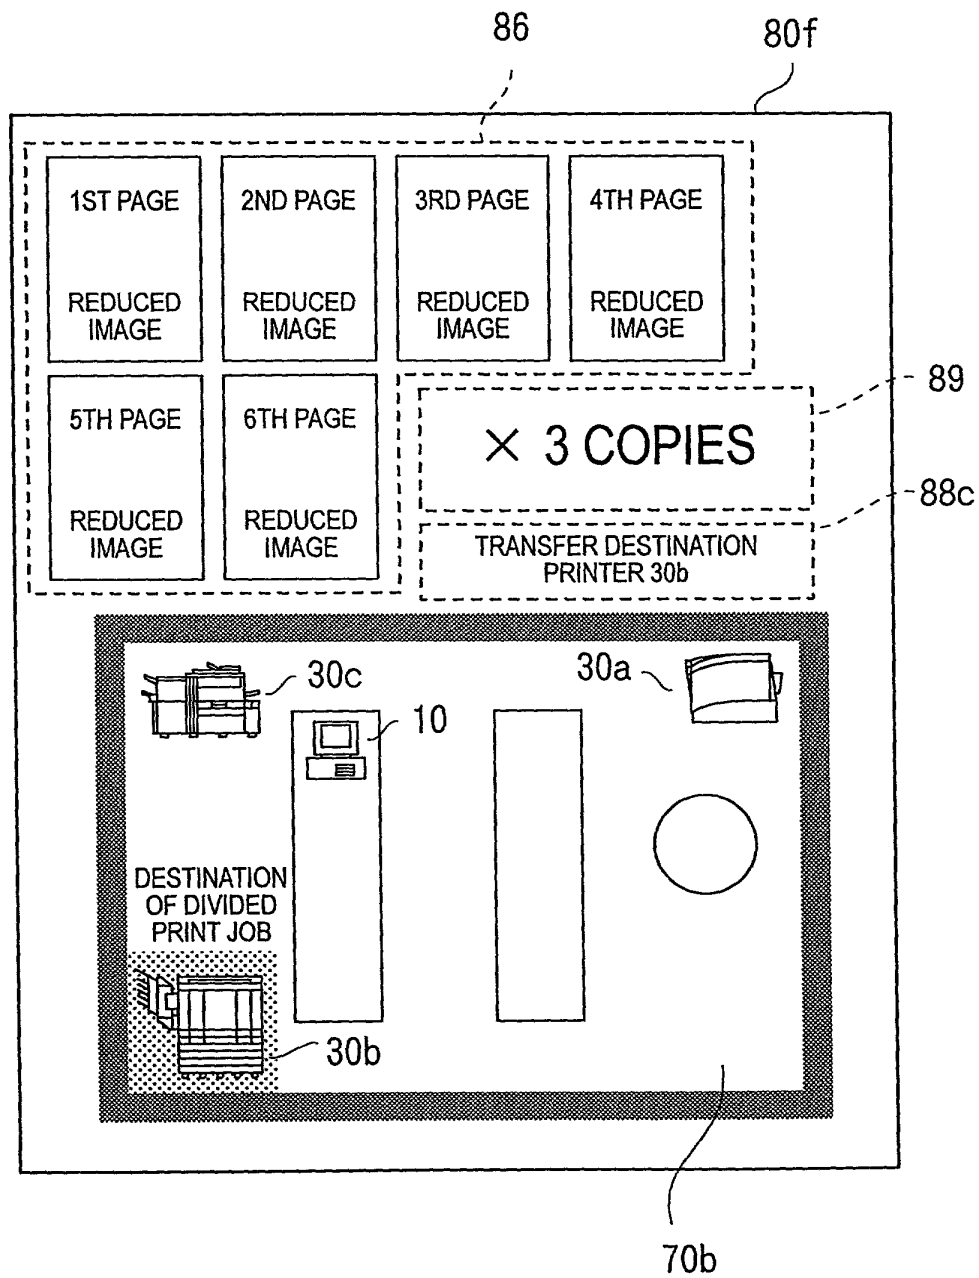 86
80f
1ST PAGE
REDUCED
IMAGE
2ND PAGE
REDUCED
IMAGE
3RD PAGE
REDUCED
IMAGE
4TH PAGE
REDUCED
IMAGE
5TH PAGE
REDUCED
IMAGE
6TH PAGE
REDUCED
IMAGE
89
× 3 COPIES
88c
TRANSFER DESTINATION
PRINTER 30b
30c
30a
10
DESTINATION
OF DIVIDED
PRINT JOB
30b
70b